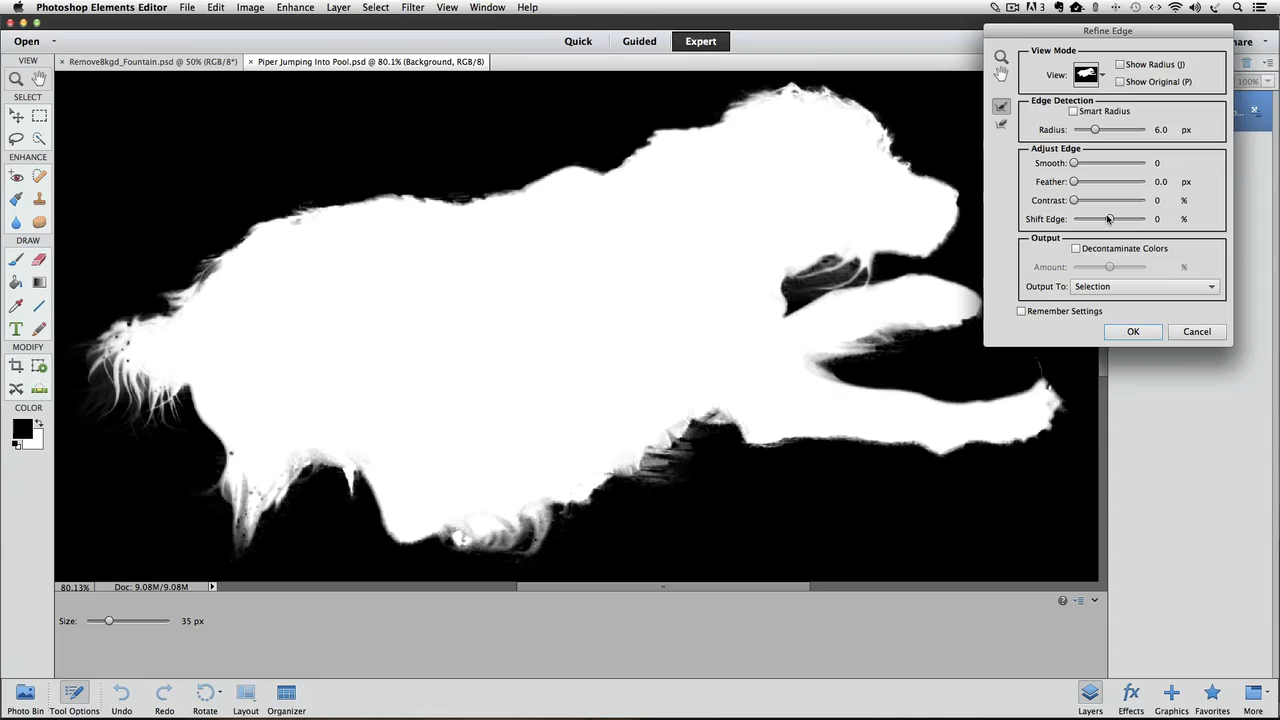 Photoshop Elements Editor File Edit Image Enhance Layer Select Filter View Window Help
3
Open Quick Guided Expert
Refine Edge
are
VIEW
× RemoveBkgd_Fountain.psd @ 50% (RGB/8*) × Piper Jumping Into Pool.psd @ 80.1% (Background, RGB/8)
SELECT
ENHANCE
DRAW
MODIFY
COLOR
View Mode
View:
Show Radius (J)
Show Original (P)
Edge Detection
Smart Radius
Radius: 6.0 px
Adjust Edge
Smooth: 0
Feather: 0.0 px
Contrast: 0 %
Shift Edge: 0 %
Output
Decontaminate Colors
Amount: %
Output To: Selection
Remember Settings
OK Cancel
100%
o...
80.13% Doc: 9.08M/9.08M
Size: 35 px
Photo Bin Tool Options Undo Redo Rotate Layout Organizer Layers Effects Graphics Favorites More